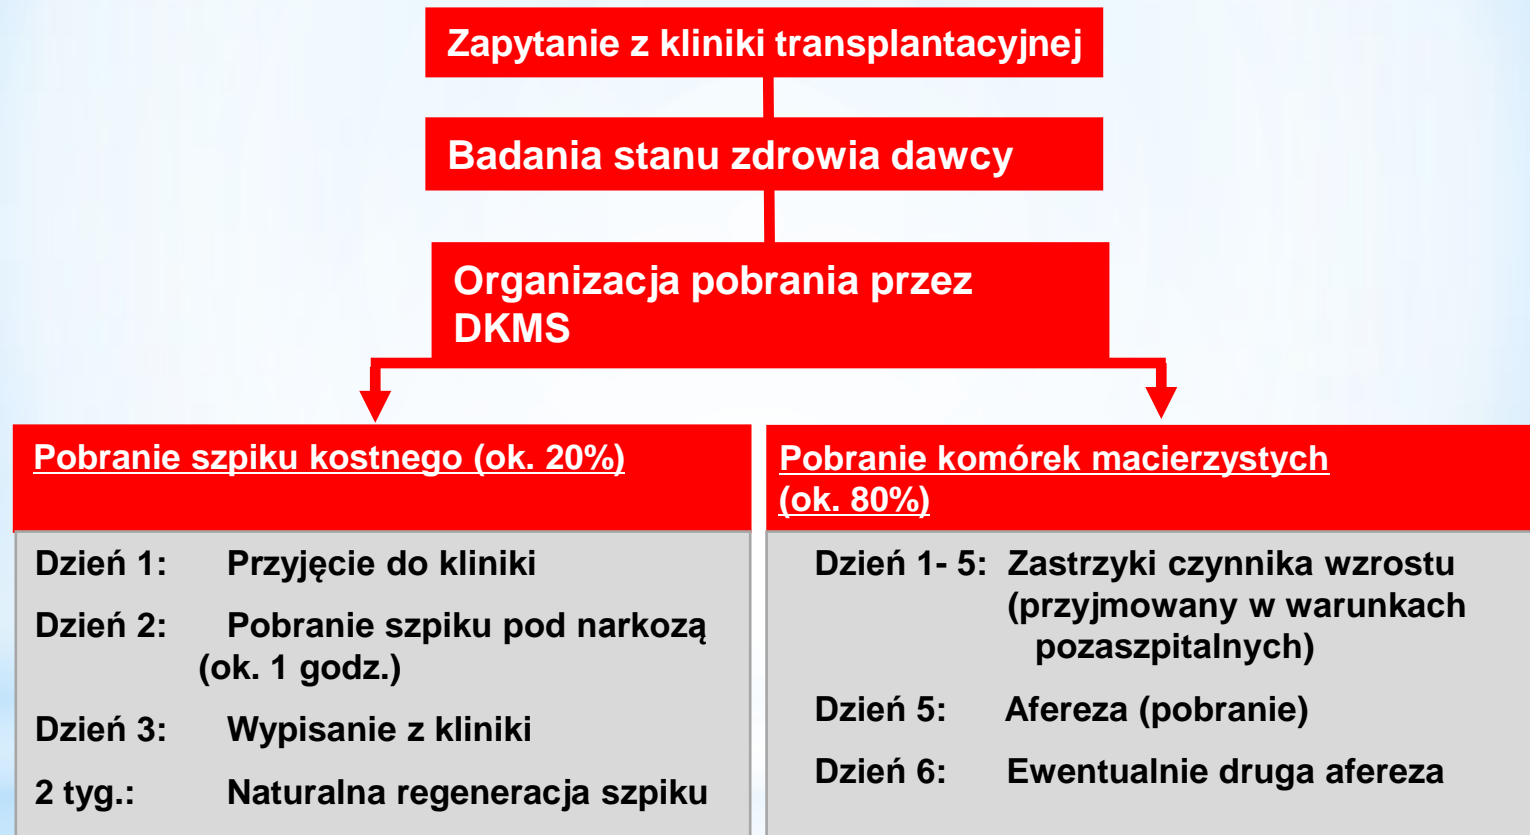 Zapytanie z kliniki transplantacyjnej
Badania stanu zdrowia dawcy
Organizacja pobrania przez
DKMS
Pobranie szpiku kostnego (ok. 20%)
Dzień 1: Przyjęcie do kliniki
Dzień 2: Pobranie szpiku pod narkozą
(ok. 1 godz.)
Dzień 3: Wypisanie z kliniki
2 tyg.: Naturalna regeneracja szpiku
Pobranie komórek macierzystych
(ok. 80%)
Dzień 1- 5: Zastrzyki czynnika wzrostu
(przyjmowany w warunkach
pozaszpitalnych)
Dzień 5: Afereza (pobranie)
Dzień 6: Ewentualnie druga afereza